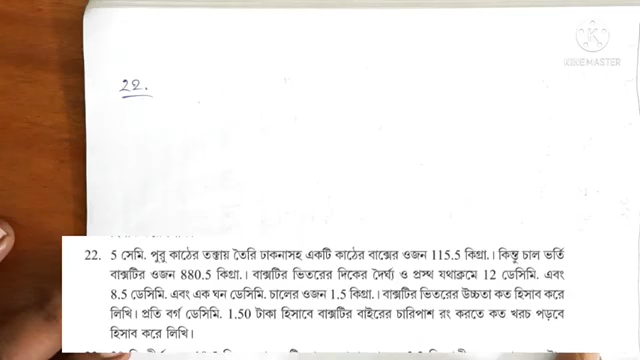 KINEMASTER
22.
22. 5 সেমি. পুরু কাঠের তক্তায় তৈরি ঢাকনাসহ একটি কাঠের বাক্সের ওজন 115.5 কিগ্রা.। কিন্তু চাল ভর্তি
বাক্সটির ওজন 880.5 কিগ্রা.। বাক্সটির ভিতরের দিকের দৈর্ঘ্য ও প্রস্থ যথাক্রমে 12 ডেসিমি. এবং
8.5 ডেসিমি. এবং এক ঘন ডেসিমি. চালের ওজন 1.5 কিগ্রা.। বাক্সটির ভিতরের উচ্চতা কত হিসাব করে
লিখি। প্রতি বর্গ ডেসিমি. 1.50 টাকা হিসাবে বাক্সটির বাইরের চারিপাশ রং করতে কত খরচ পড়বে
হিসাব করে লিখি।